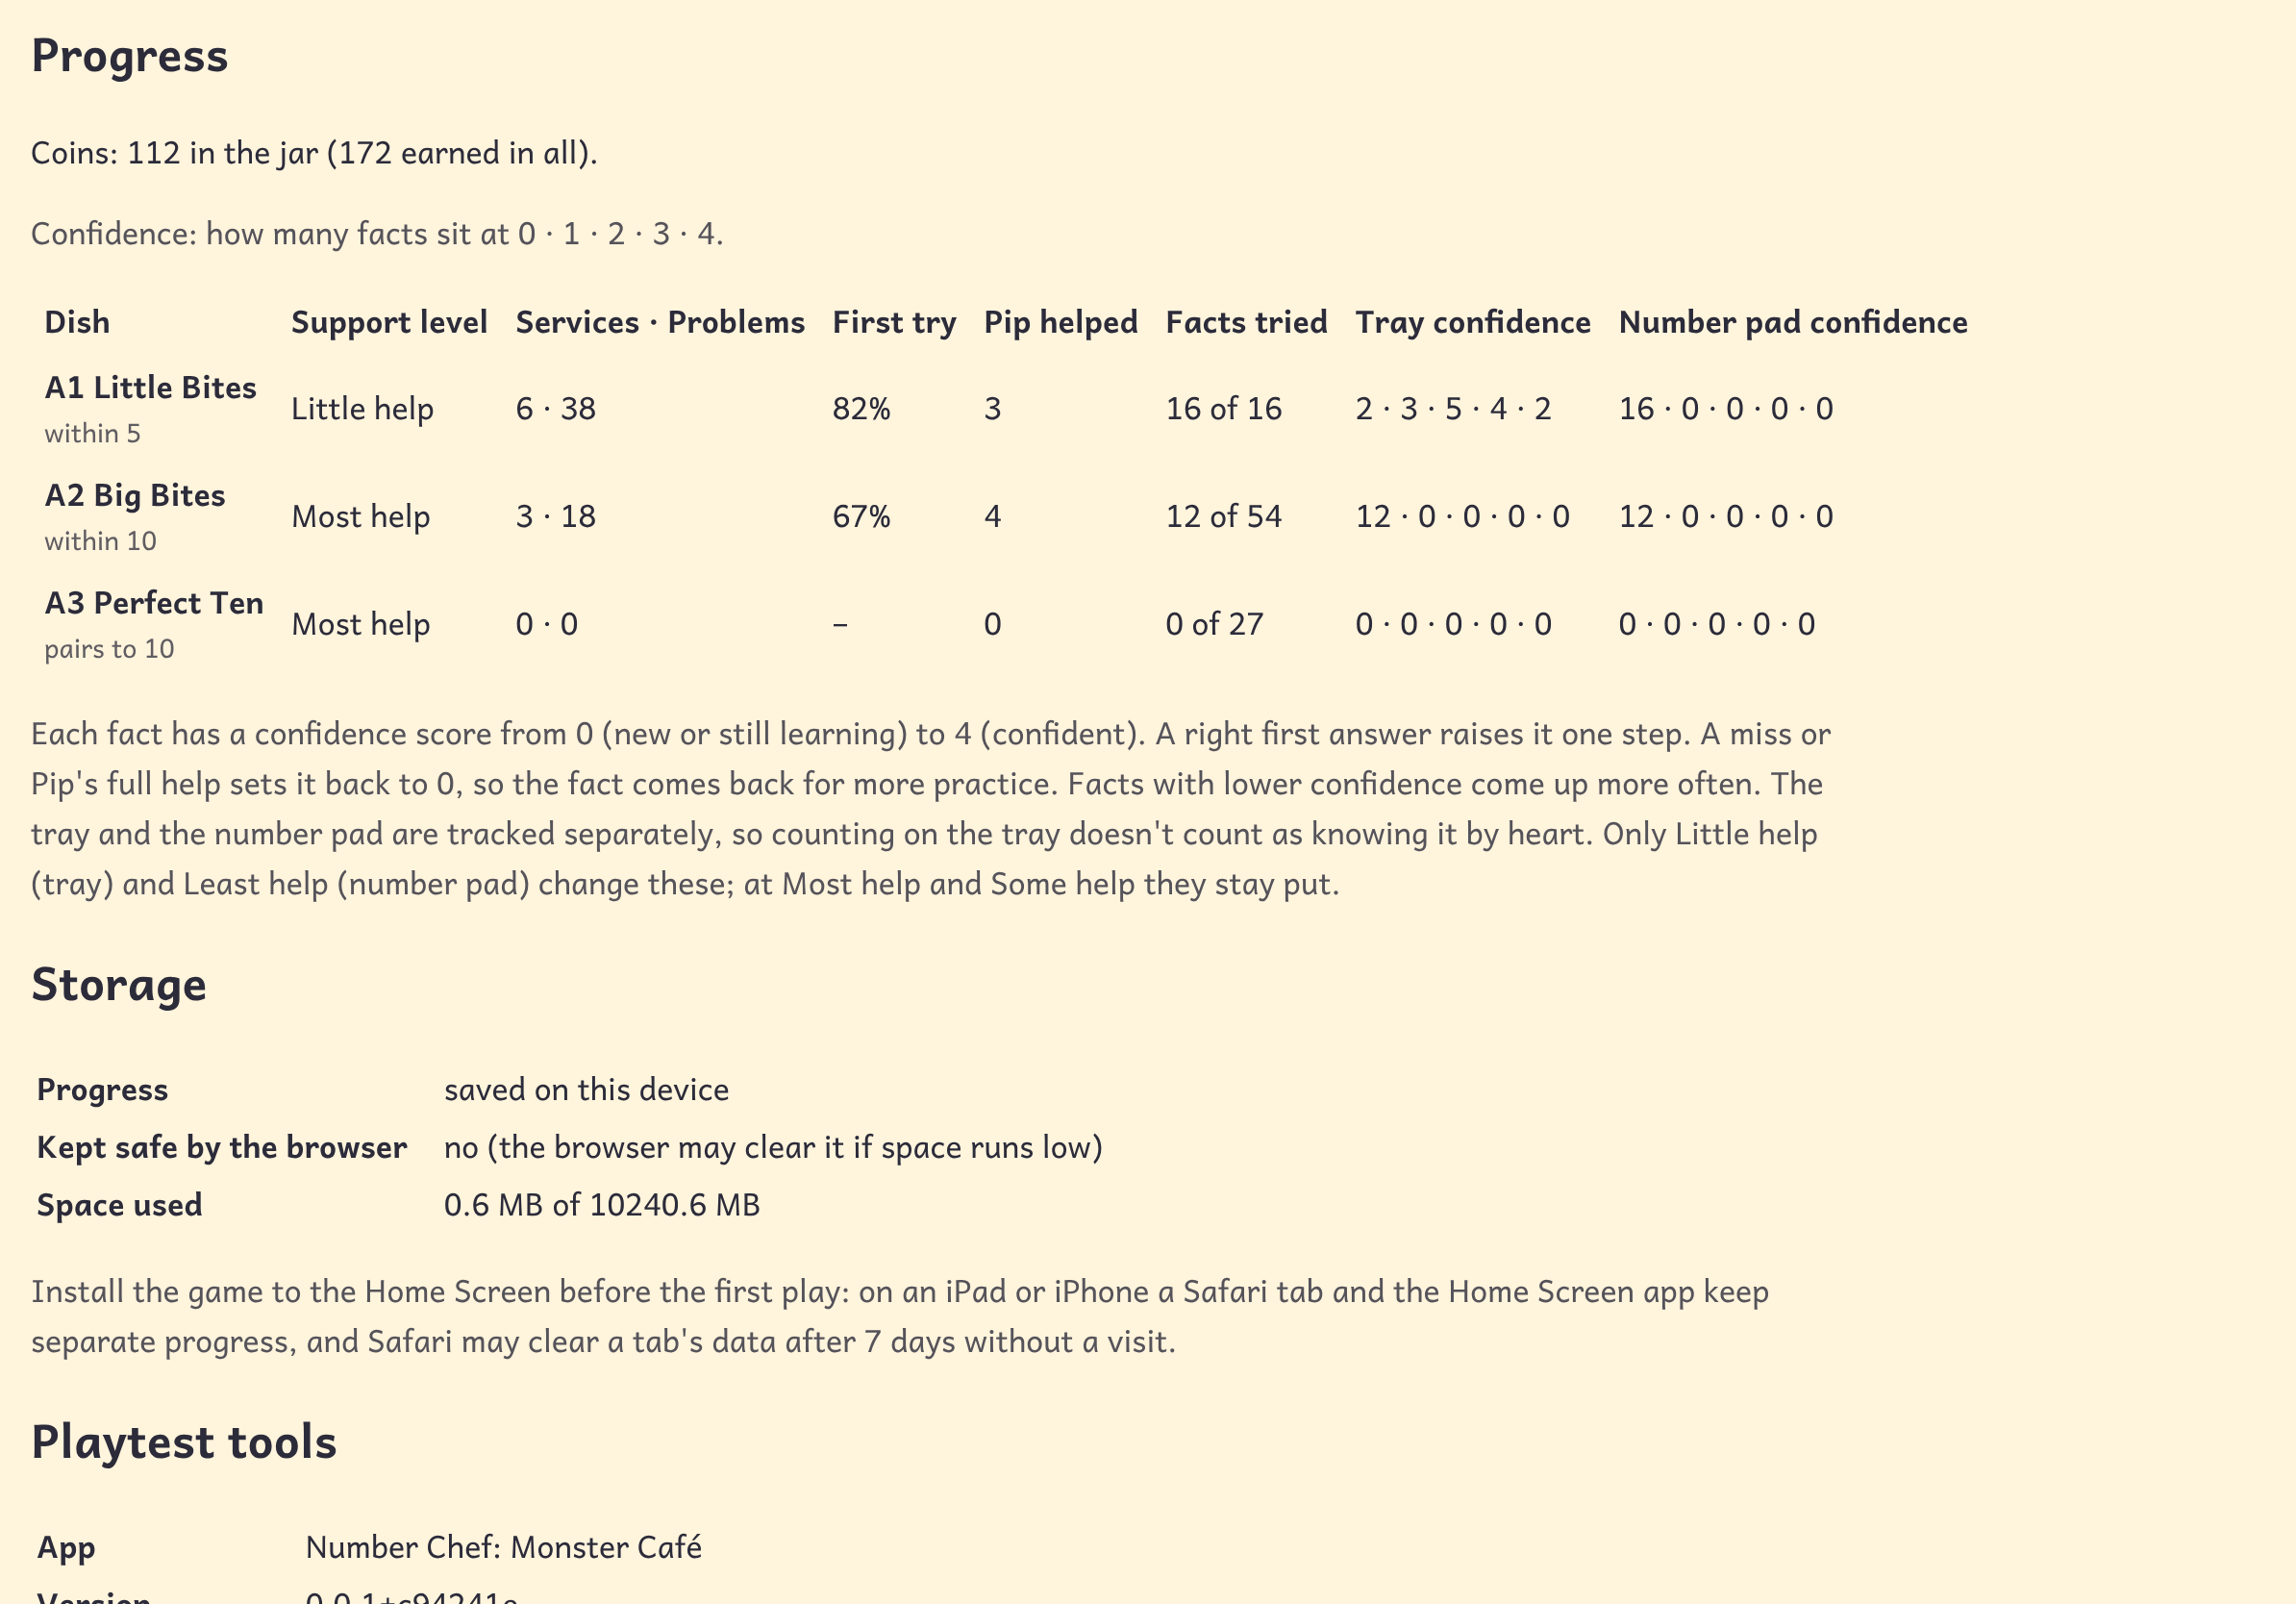 Progress
Coins: 112 in the jar (172 earned in all).
Confidence: how many facts sit at 0 · 1 · 2 · 3 · 4.
Dish Support level Services · Problems First try Pip helped Facts tried Tray confidence Number pad confidence
A1 Little Bites
within 5
Little help 6 · 38 82% 3 16 of 16 2 · 3 · 5 · 4 · 2 16 · 0 · 0 · 0 · 0
A2 Big Bites
within 10
Most help 3 · 18 67% 4 12 of 54 12 · 0 · 0 · 0 · 0 12 · 0 · 0 · 0 · 0
A3 Perfect Ten
pairs to 10
Most help 0 · 0 – 0 0 of 27 0 · 0 · 0 · 0 · 0 0 · 0 · 0 · 0 · 0
Each fact has a confidence score from 0 (new or still learning) to 4 (confident). A right first answer raises it one step. A miss or
Pip's full help sets it back to 0, so the fact comes back for more practice. Facts with lower confidence come up more often. The
tray and the number pad are tracked separately, so counting on the tray doesn't count as knowing it by heart. Only Little help
(tray) and Least help (number pad) change these; at Most help and Some help they stay put.
Storage
Progress saved on this device
Kept safe by the browser no (the browser may clear it if space runs low)
Space used 0.6 MB of 10240.6 MB
Install the game to the Home Screen before the first play: on an iPad or iPhone a Safari tab and the Home Screen app keep
separate progress, and Safari may clear a tab's data after 7 days without a visit.
Playtest tools
App Number Chef: Monster Café
Version